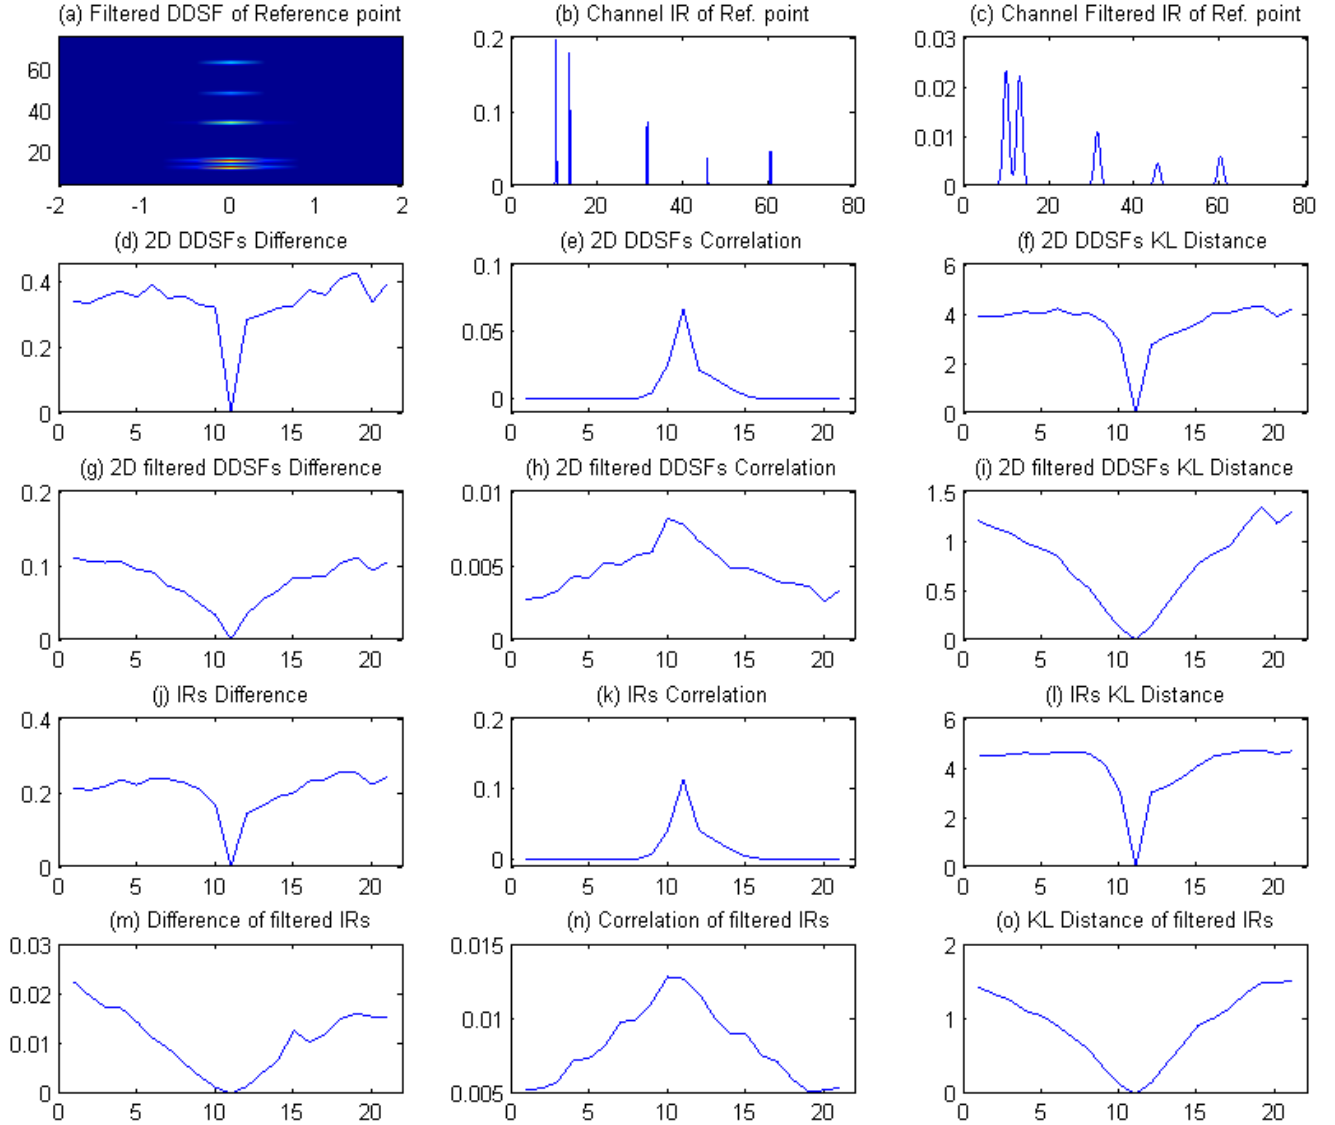 (a) Filtered DDSF of Reference point
(b) Channel IR of Ref. point
(c) Channel Filtered IR of Ref. point
60
40
20
-2 -1 0 1 2
0.2
0.1
0
0 20 40 60 80
0.03
0.02
0.01
0
0 20 40 60 80
(d) 2D DDSFs Difference
(e) 2D DDSFs Correlation
(f) 2D DDSFs KL Distance
0.4
0.2
0
0 5 10 15 20
0.1
0.05
0
0 5 10 15 20
6
4
2
0
0 5 10 15 20
(g) 2D filtered DDSFs Difference
(h) 2D filtered DDSFs Correlation
(i) 2D filtered DDSFs KL Distance
0.2
0.1
0
0 5 10 15 20
0.01
0.005
0
0 5 10 15 20
1.5
1
0.5
0
0 5 10 15 20
(j) IRs Difference
(k) IRs Correlation
(l) IRs KL Distance
0.4
0.2
0
0 5 10 15 20
0.2
0.1
0
0 5 10 15 20
6
4
2
0
0 5 10 15 20
(m) Difference of filtered IRs
(n) Correlation of filtered IRs
(o) KL Distance of filtered IRs
0.03
0.02
0.01
0
0 5 10 15 20
0.015
0.01
0.005
0 5 10 15 20
2
1
0
0 5 10 15 20